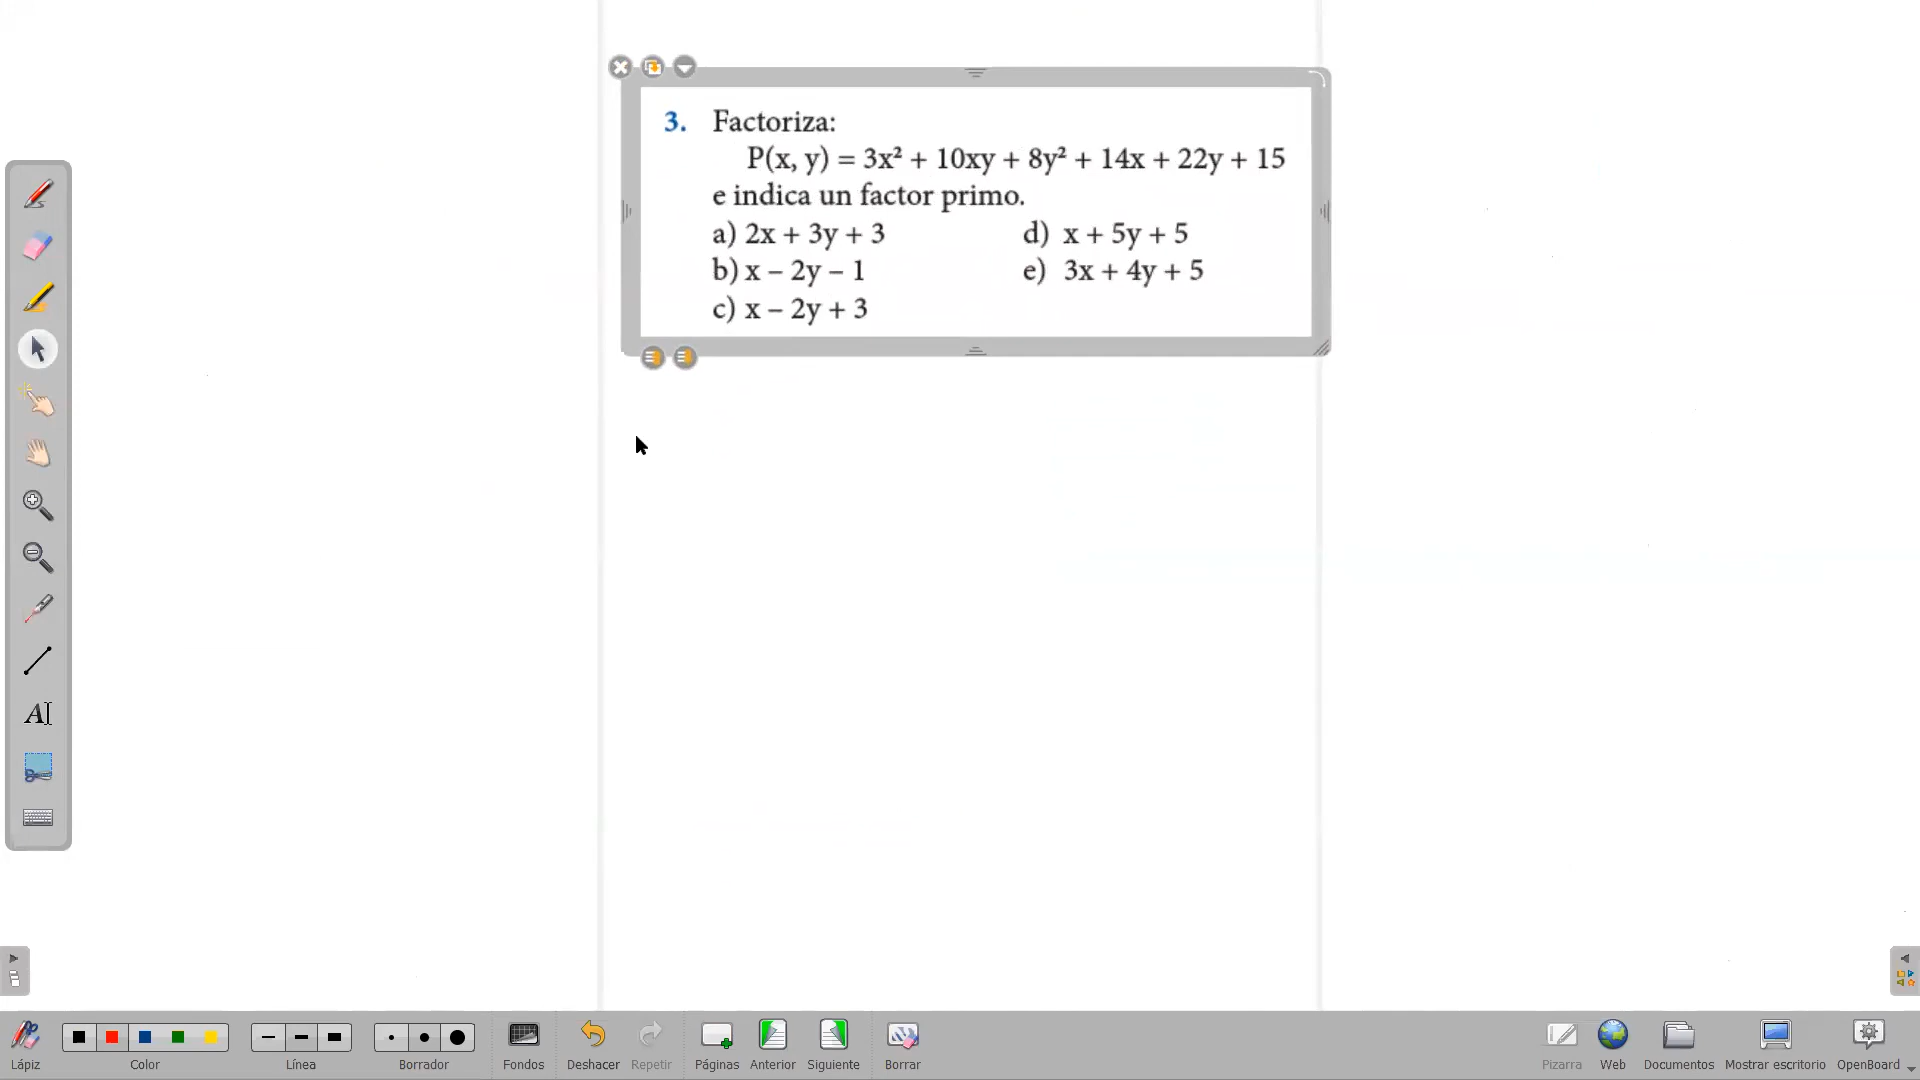 3. Factoriza:
P(x, y) = 3x² + 10xy + 8y² + 14x + 22y + 15
e indica un factor primo.
a) 2x + 3y + 3
d) x + 5y + 5
b) x – 2y – 1
e) 3x + 4y + 5
c) x – 2y + 3
Lápiz
Color
Línea
Borrador
Fondos
Deshacer
Repetir
Páginas
Anterior
Siguiente
Borrar
Pizarra
Web
Documentos
Mostrar escritorio
OpenBoard